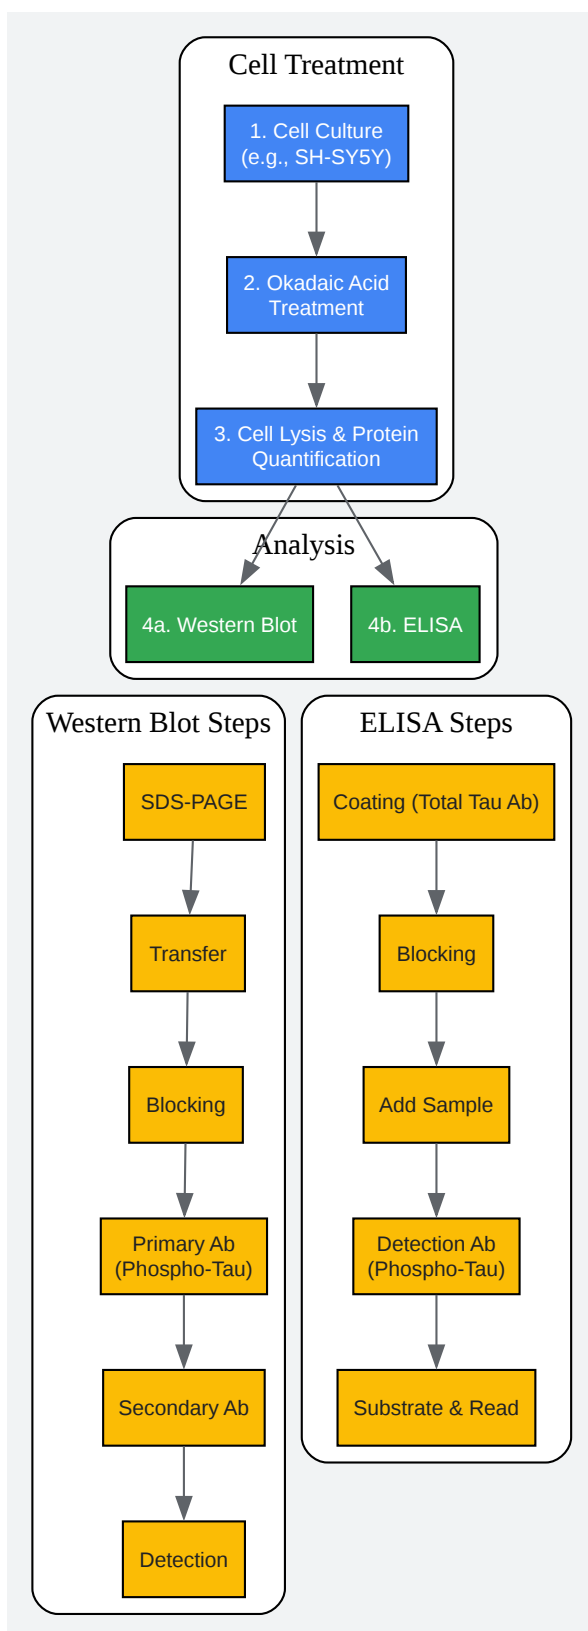 Cell Treatment
1. Cell Culture
(e.g., SH-SY5Y)
2. Okadaic Acid
Treatment
3. Cell Lysis & Protein
Quantification
Analysis
4a. Western Blot
4b. ELISA
Western Blot Steps
SDS-PAGE
Transfer
Blocking
Primary Ab
(Phospho-Tau)
Secondary Ab
Detection
ELISA Steps
Coating (Total Tau Ab)
Blocking
Add Sample
Detection Ab
(Phospho-Tau)
Substrate & Read